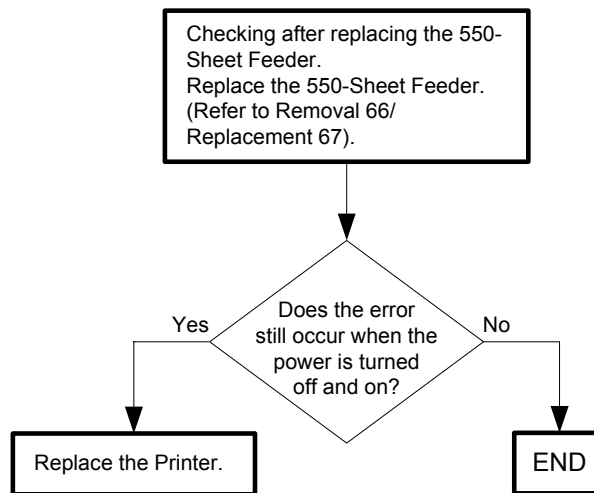 Checking after replacing the 550-
Sheet Feeder.
Replace the 550-Sheet Feeder.
(Refer to Removal 66/
Replacement 67).
Does the error
still occur when the
power is turned
off and on?
Yes
No
Replace the Printer.
END